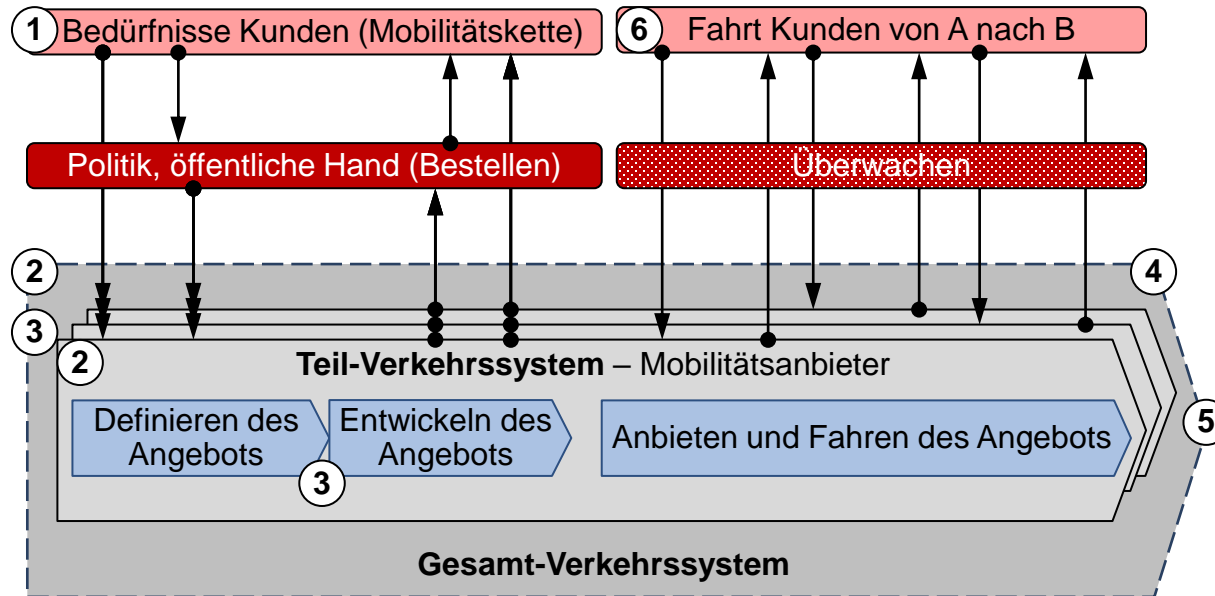 1 Bedürfnisse Kunden (Mobilitätskette)
6 Fahrt Kunden von A nach B
Politik, öffentliche Hand (Bestellen)
Überwachen
2
4
3
2
Teil-Verkehrssystem – Mobilitätsanbieter
5
Definieren des
Angebots
3
Entwickeln des
Angebots
Anbieten und Fahren des Angebots
Gesamt-Verkehrssystem